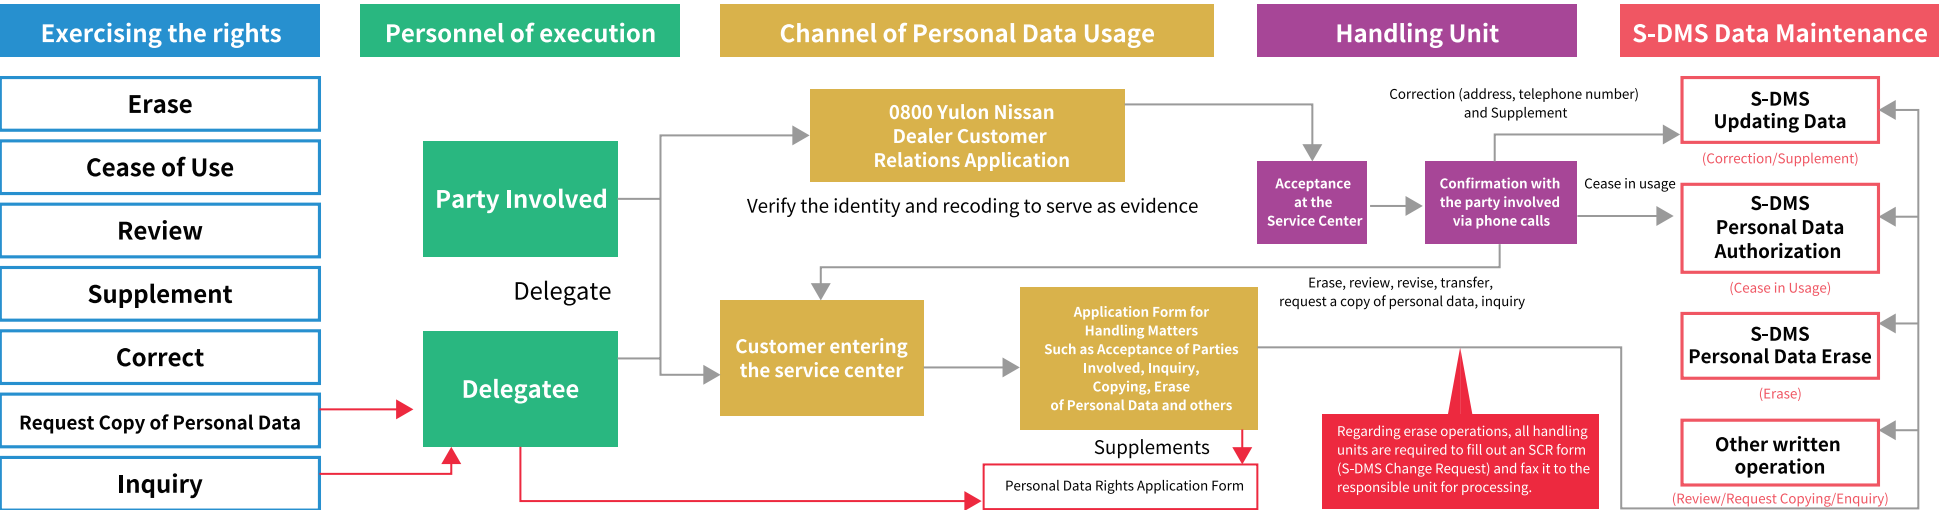 Exercising the rights
Personnel of execution
Channel of Personal Data Usage
Handling Unit
S-DMS Data Maintenance
Erase
Cease of Use
Review
Supplement
Correct
Request Copy of Personal Data
Inquiry
Party Involved
Delegate
Delegatee
0800 Yulon Nissan
Dealer Customer
Relations Application
Verify the identity and recoding to serve as evidence
Customer entering
the service center
Application Form for
Handling Matters
Such as Acceptance of Parties
Involved, Inquiry,
Copying, Erase
of Personal Data and others
Supplements
Personal Data Rights Application Form
Acceptance
at the
Service Center
Confirmation with
the party involved
via phone calls
Correction (address, telephone number)
and Supplement
Cease in usage
Erase, review, revise, transfer,
request a copy of personal data, inquiry
Regarding erase operations, all handling
units are required to fill out an SCR form
(S-DMS Change Request) and fax it to the
responsible unit for processing.
S-DMS
Updating Data
(Correction/Supplement)
S-DMS
Personal Data
Authorization
(Cease in Usage)
S-DMS
Personal Data Erase
(Erase)
Other written
operation
(Review/Request Copying/Enquiry)